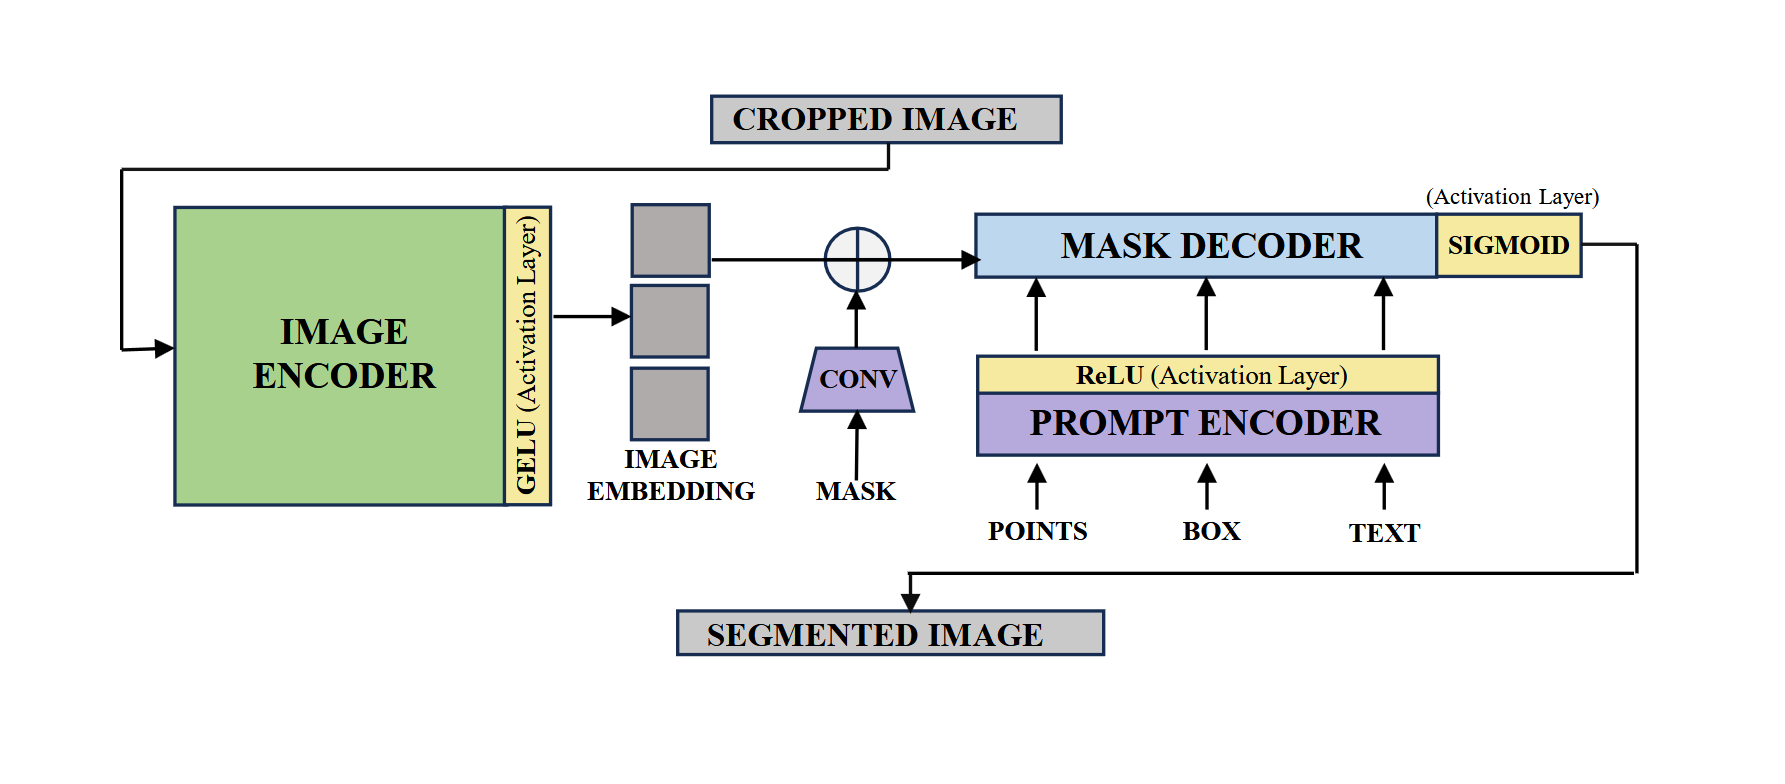 CROPPED IMAGE
(Activation Layer)
MASK DECODER
SIGMOID
IMAGE
ENCODER
GELU (Activation Layer)
CONV
ReLU (Activation Layer)
PROMPT ENCODER
IMAGE
EMBEDDING
MASK
POINTS
BOX
TEXT
SEGMENTED IMAGE